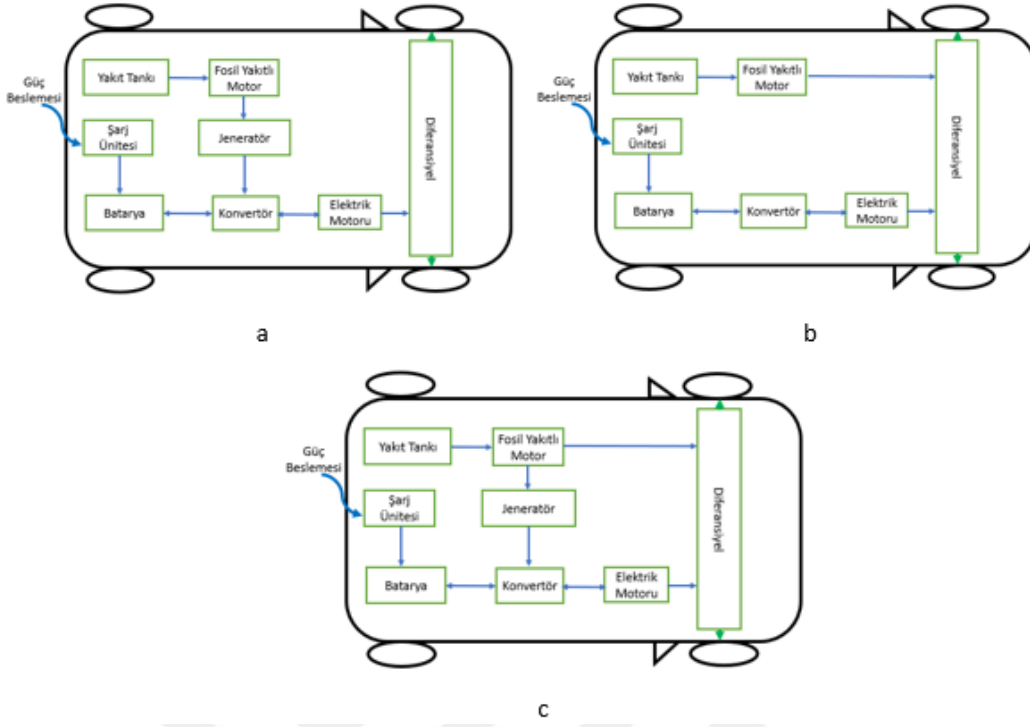 Yakıt Tankı
Fosil Yakıtlı
Motor
Güç
Beslemesi
Şarj
Ünitesi
Jeneratör
Batarya
Konvertör
Elektrik
Motoru
Diferansiyel
a
Yakıt Tankı
Fosil Yakıtlı
Motor
Güç
Beslemesi
Şarj
Ünitesi
Batarya
Konvertör
Elektrik
Motoru
Diferansiyel
b
Yakıt Tankı
Fosil Yakıtlı
Motor
Güç
Beslemesi
Şarj
Ünitesi
Jeneratör
Batarya
Konvertör
Elektrik
Motoru
Diferansiyel
c